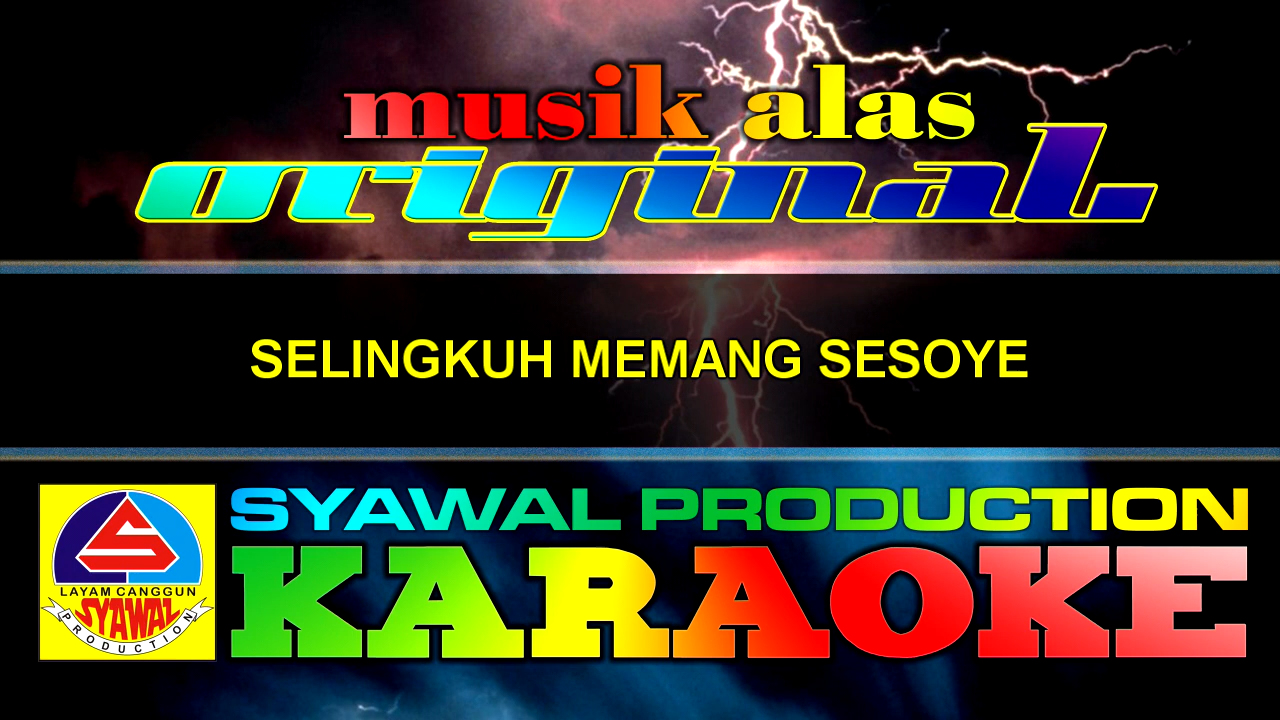 musik alas
original
SELINGKUH MEMANG SESOYE
SYAWAL PRODUCTION
KARAOKE
S
LAYAM CANGGUN
SYAWAL
PRODUCTION